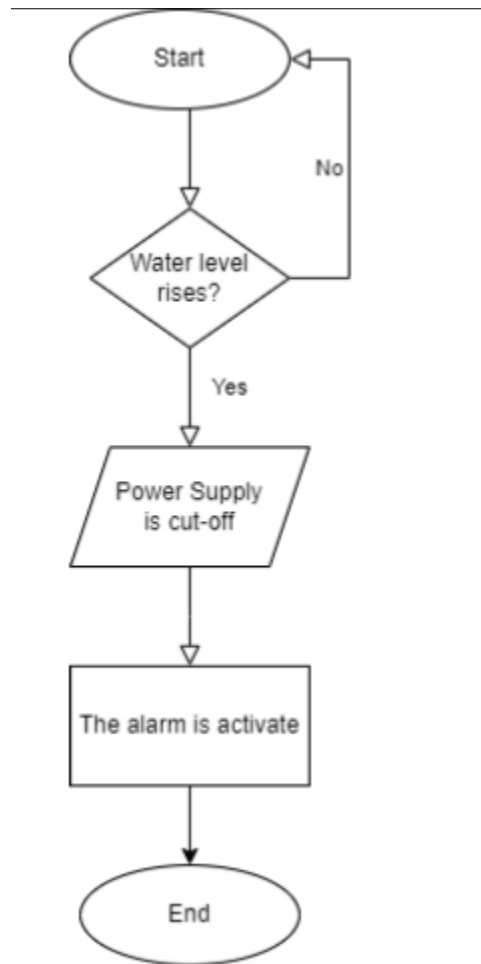 Start
No
Water level
rises?
Yes
Power Supply
is cut-off
The alarm is activate
End